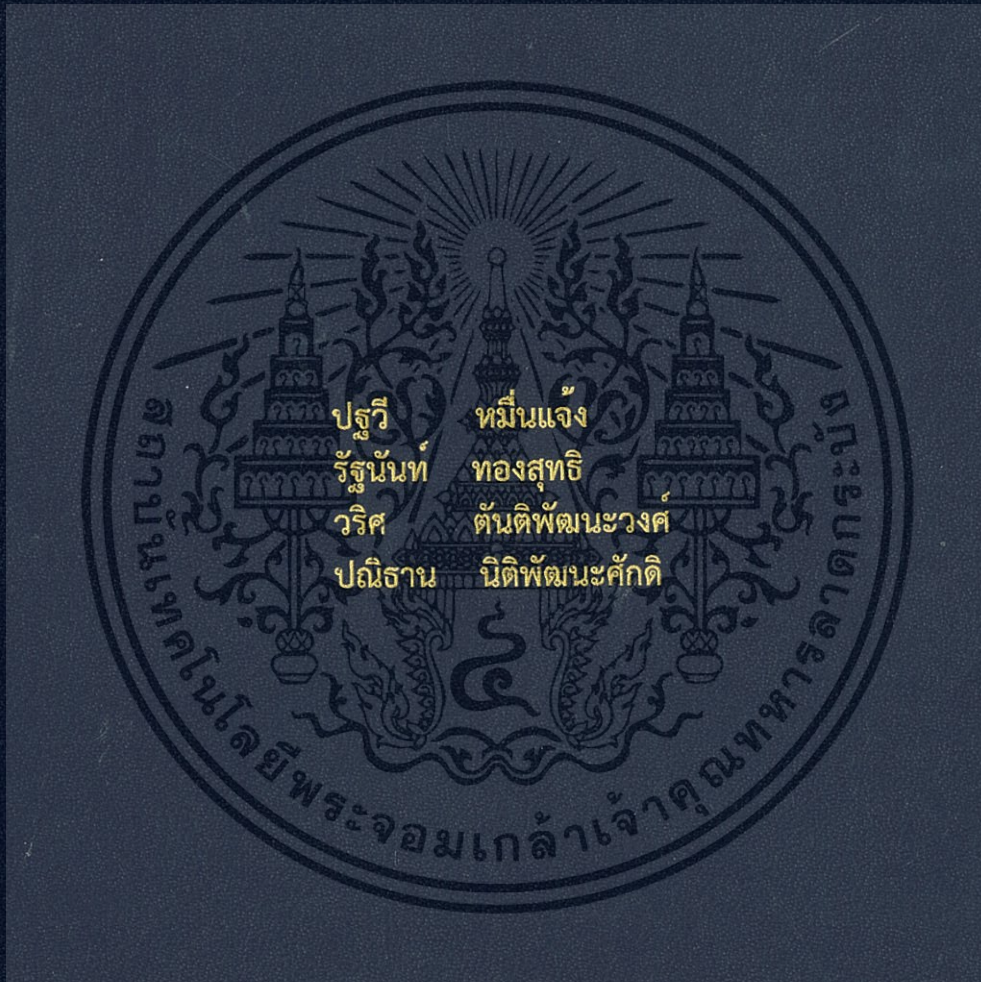 ปฐวี หมื่นแจ้ง
รัฐนันท์ ทองสุทธิ
วริศ ตันติพัฒนะวงศ์
ปณิธาน นิติพัฒนะศักดิ
๔
สถาบันเทคโนโลยีพระจอมเกล้าเจ้าคุณทหารลาดกระบัง